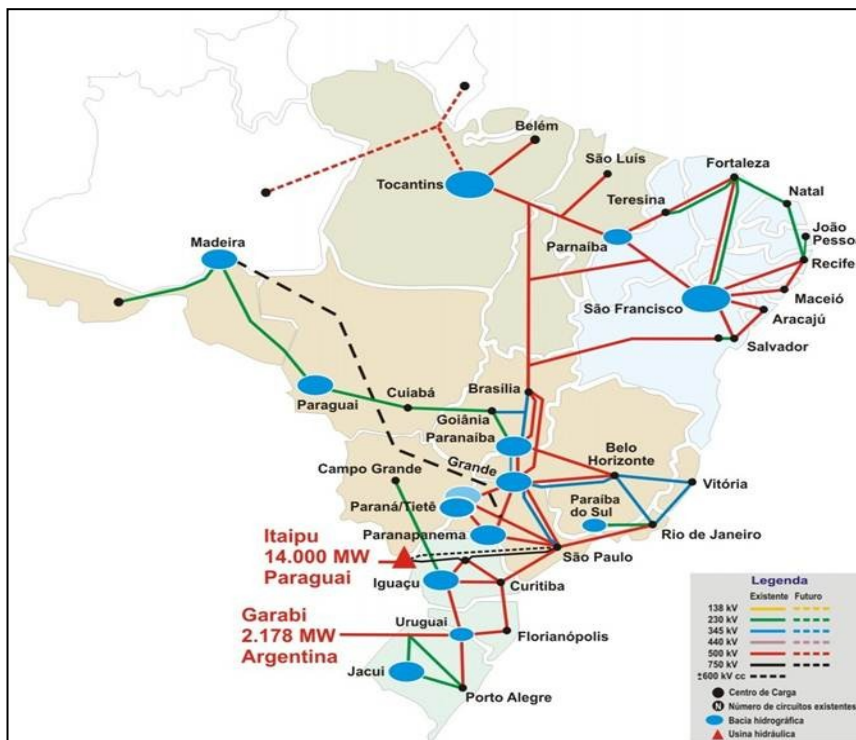 Belém
São Luís
Fortaleza
Tocantins
Teresina
Natal
João
Pesso
Parnaíba
Recife
Madeira
São Francisco
Maceió
Aracajú
Salvador
Brasília
Cuiabá
Paraguai
Goiânia
Paranaíba
Belo
Horizonte
Grande
Campo Grande
Vitória
Paraíba
do Sul
Paraná/Tietê
Rio de Janeiro
Paranapanema
Itaipu
14.000 MW
Paraguai
São Paulo
Iguaçu
Curitiba
Garabi
2.178 MW
Argentina
Uruguai
Florianópolis
Jacui
Porto Alegre
Legenda
Existente Futuro
138 kV
230 kV
345 kV
440 kV
500 kV
750 kV
±600 kV cc
Centro de Carga
N Número de circuitos existentes
Bacia hidrográfica
Usina hidráulica